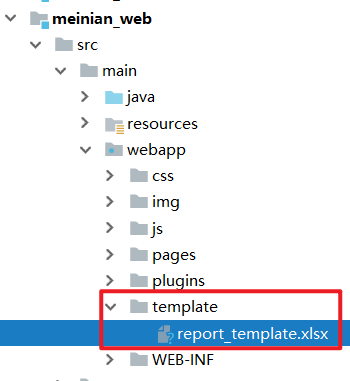 meinian_web
src
main
java
resources
webapp
css
img
js
pages
plugins
template
report_template.xlsx
WEB-INF